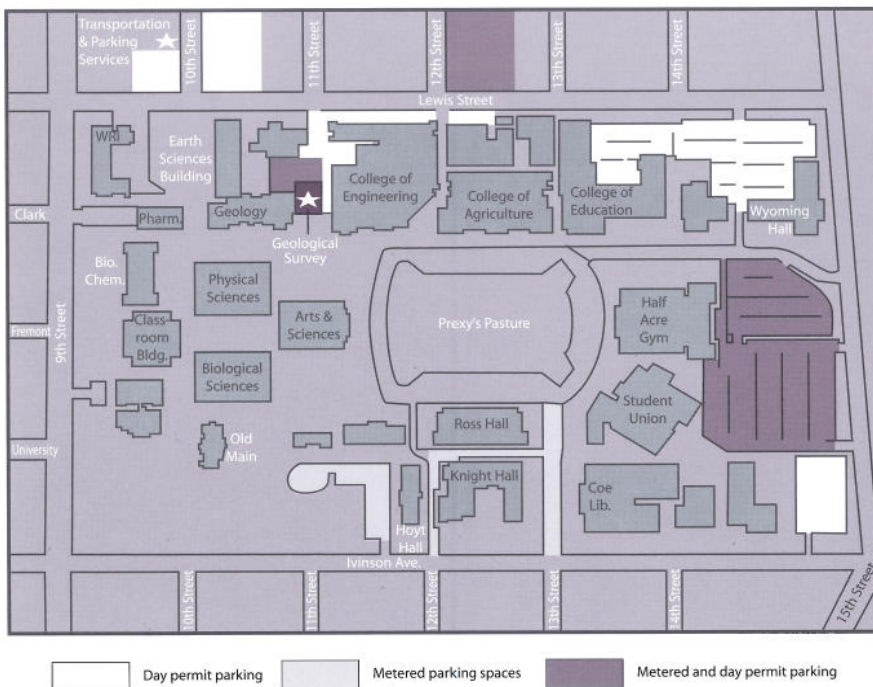 Transportation
& Parking
Services
10th Street
11th Street
12th Street
13th Street
14th Street
Lewis Street
WRI
Earth
Sciences
Building
College of
Engineering
College of
Agriculture
College of
Education
Clark
Pharm.
Geology
Wyoming
Hall
Geological
Survey
Bio.
Chem.
Physical
Sciences
Arts &
Sciences
Prexy's Pasture
Half
Acre
Gym
Fremont
9th Street
Class-
room
Bldg.
Biological
Sciences
Student
Union
Ross Hall
University
Old
Main
Knight Hall
Coe
Lib.
Hoyt
Hall
Ivinson Ave.
10th Street
11th Street
12th Street
13th Street
14th Street
15th Street
Day permit parking
Metered parking spaces
Metered and day permit parking